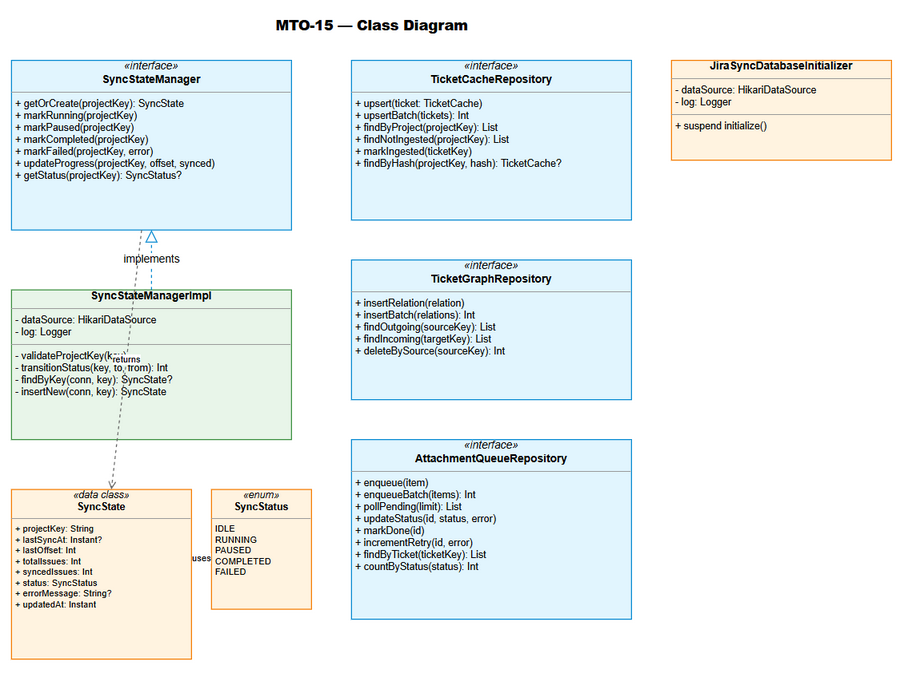 MTO-15 — Class Diagram
«interface»
SyncStateManager
+ getOrCreate(projectKey): SyncState
+ markRunning(projectKey)
+ markPaused(projectKey)
+ markCompleted(projectKey)
+ markFailed(projectKey, error)
+ updateProgress(projectKey, offset, synced)
+ getStatus(projectKey): SyncStatus?
implements
SyncStateManagerImpl
- dataSource: HikariDataSource
- log: Logger
- validateProjectKey(k
returns
- transitionStatus(key, to, from): Int
- findByKey(conn, key): SyncState?
- insertNew(conn, key): SyncState
«data class»
SyncState
+ projectKey: String
+ lastSyncAt: Instant?
+ lastOffset: Int
+ totalIssues: Int
+ syncedIssues: Int
+ status: SyncStatus
+ errorMessage: String?
+ updatedAt: Instant
uses
«enum»
SyncStatus
IDLE
RUNNING
PAUSED
COMPLETED
FAILED
«interface»
TicketCacheRepository
+ upsert(ticket: TicketCache)
+ upsertBatch(tickets): Int
+ findByProject(projectKey): List
+ findNotIngested(projectKey): List
+ markIngested(ticketKey)
+ findByHash(projectKey, hash): TicketCache?
«interface»
TicketGraphRepository
+ insertRelation(relation)
+ insertBatch(relations): Int
+ findOutgoing(sourceKey): List
+ findIncoming(targetKey): List
+ deleteBySource(sourceKey): Int
«interface»
AttachmentQueueRepository
+ enqueue(item)
+ enqueueBatch(items): Int
+ pollPending(limit): List
+ updateStatus(id, status, error)
+ markDone(id)
+ incrementRetry(id, error)
+ findByTicket(ticketKey): List
+ countByStatus(status): Int
JiraSyncDatabaseInitializer
- dataSource: HikariDataSource
- log: Logger
+ suspend initialize()